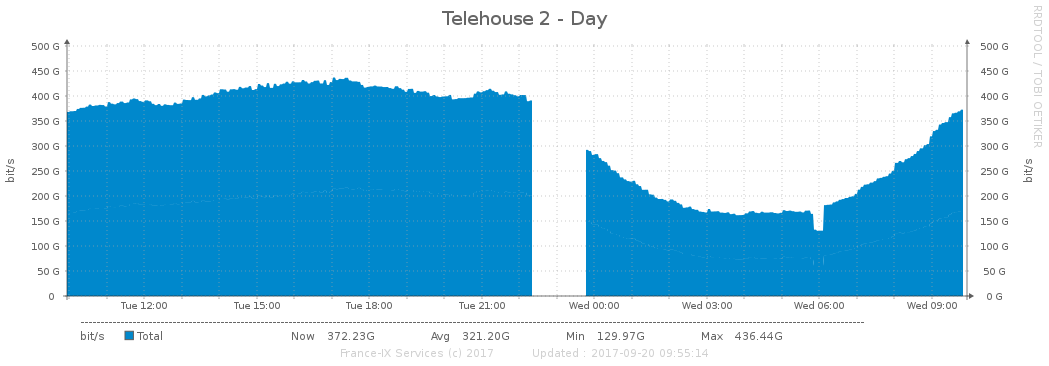 Telehouse 2 - Day
RRDTOOL / TOBI OETIKER
500 G 500 G
450 G 450 G
400 G 400 G
350 G 350 G
300 G 300 G
250 G 250 G
200 G 200 G
150 G 150 G
100 G 100 G
50 G 50 G
0 0 G
bit/s bit/s
Tue 12:00 Tue 15:00 Tue 18:00 Tue 21:00 Wed 00:00 Wed 03:00 Wed 06:00 Wed 09:00
bit/s Total Now 372.23G Avg 321.20G Min 129.97G Max 436.44G
France-IX Services (c) 2017 Updated : 2017-09-20 09:55:14